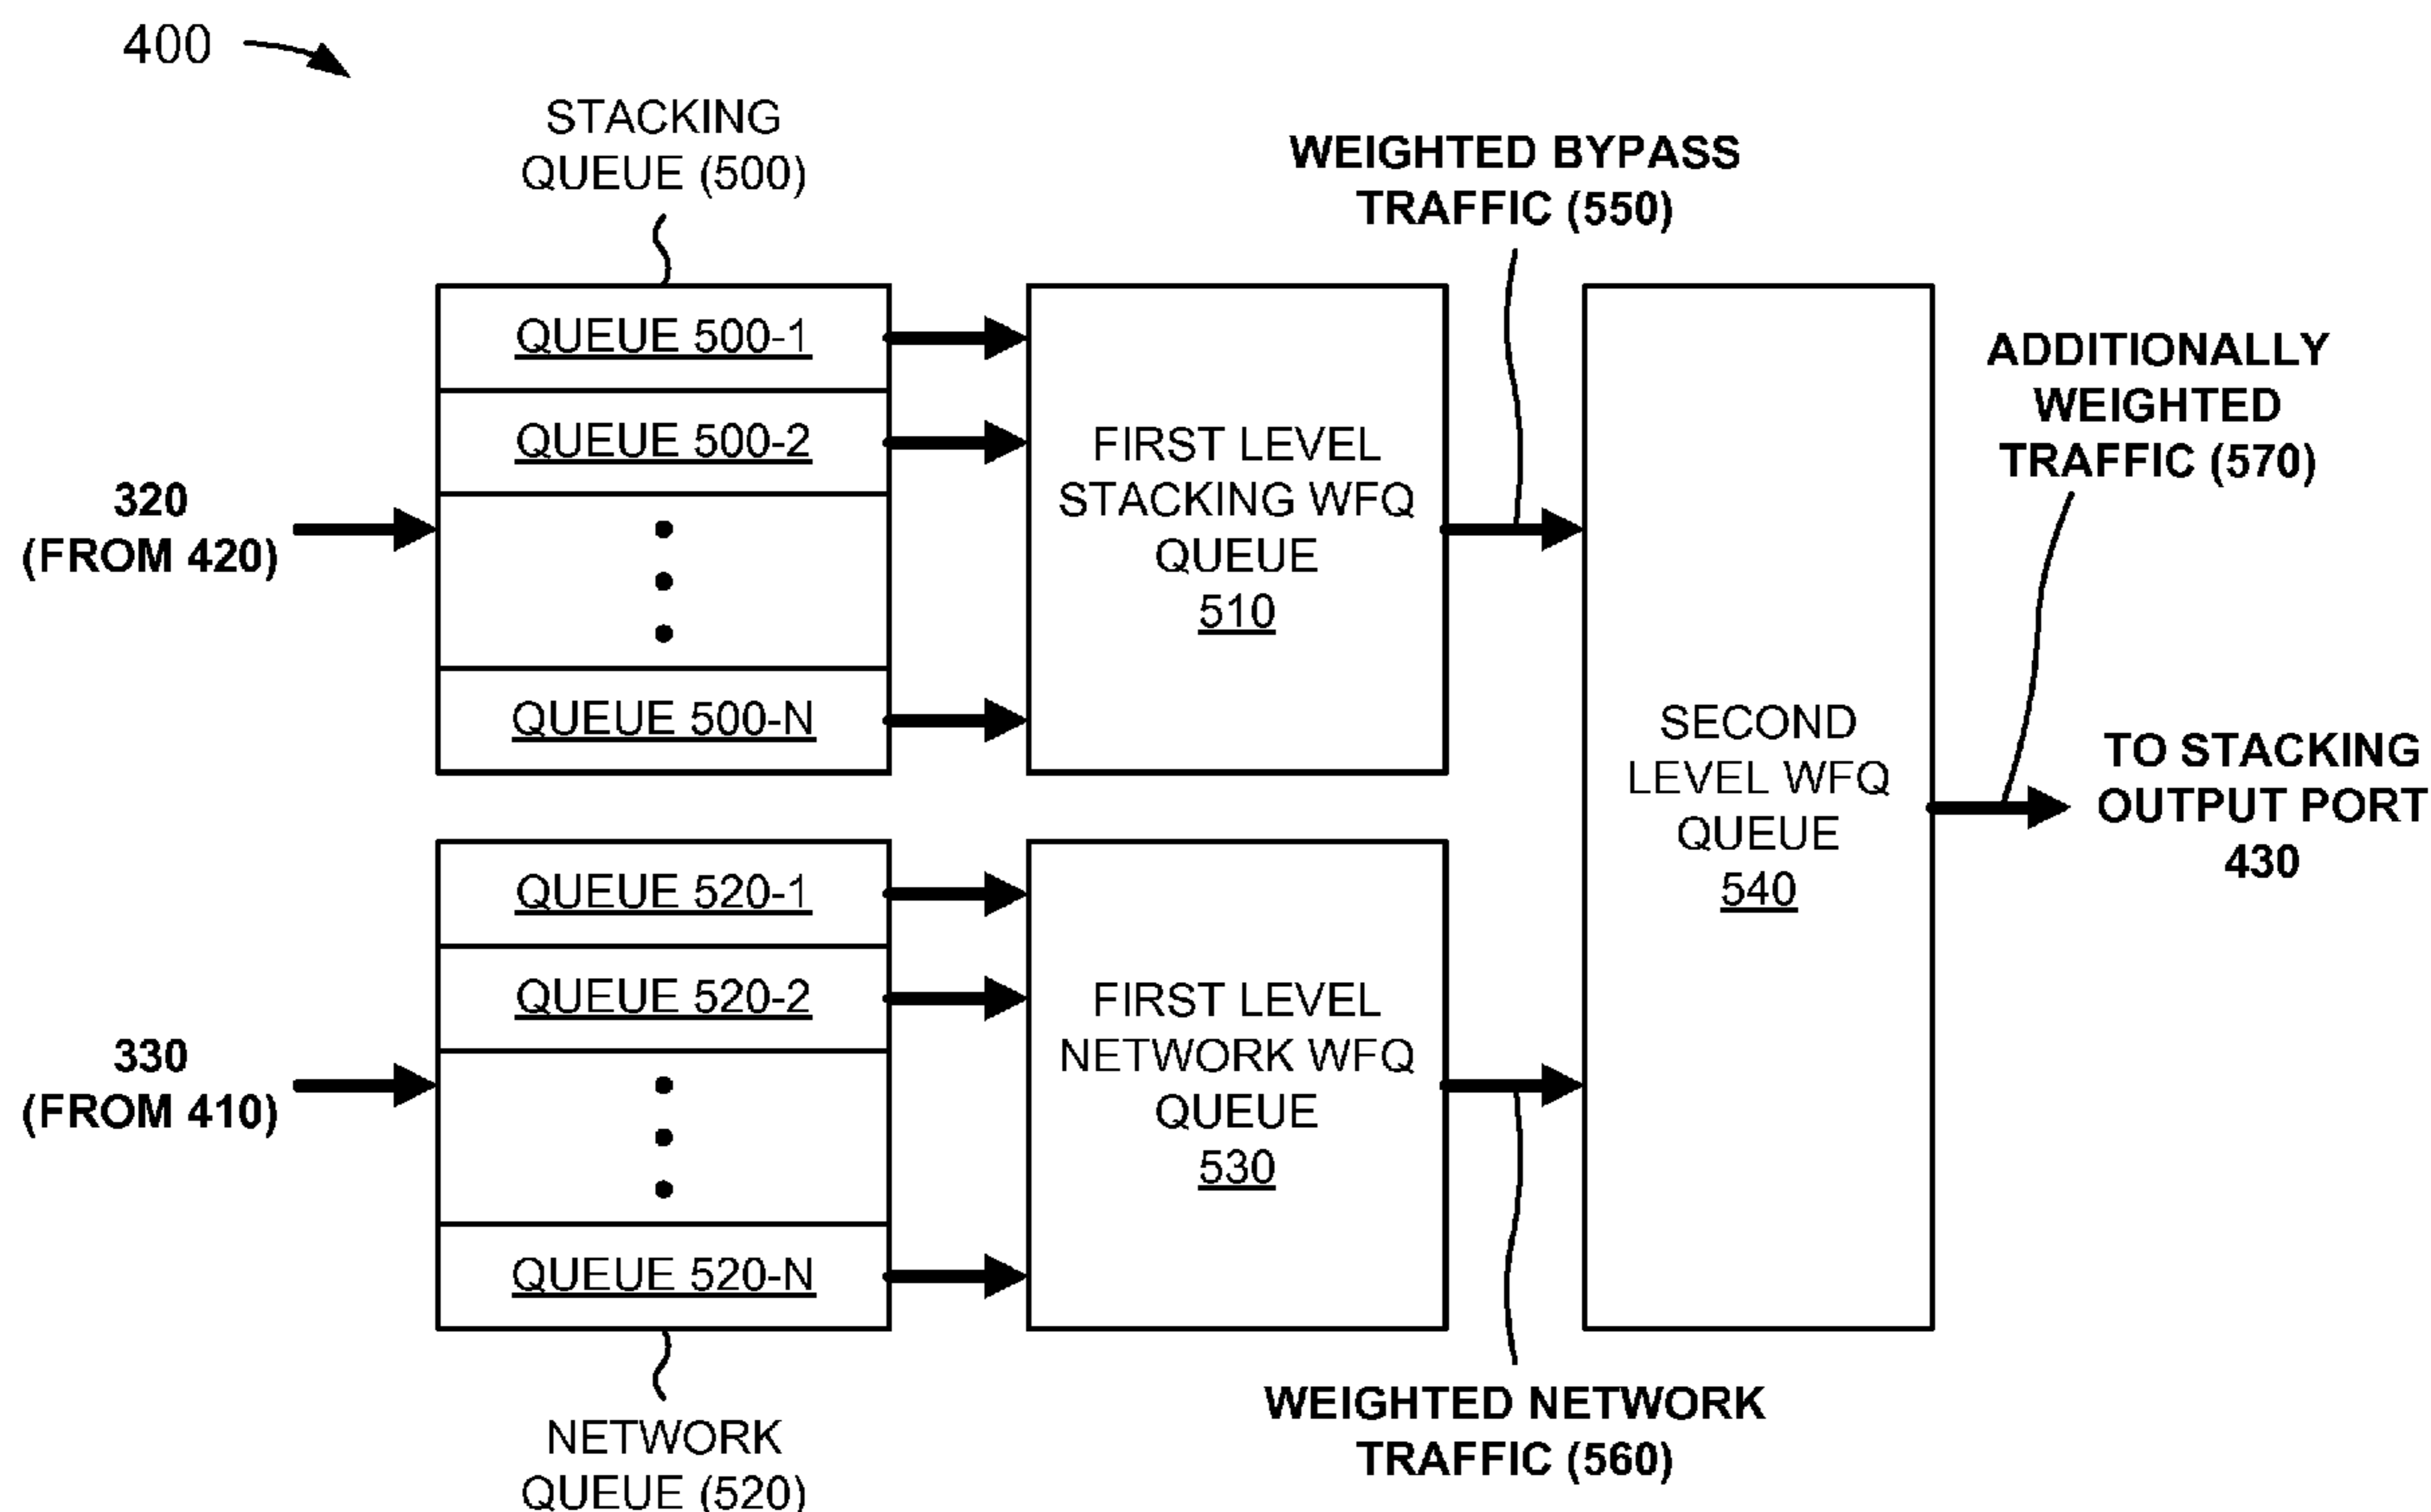 400
STACKING
QUEUE (500)
WEIGHTED BYPASS
TRAFFIC (550)
ADDITIONALLY
WEIGHTED
TRAFFIC (570)
320
(FROM 420)
QUEUE 500-1
QUEUE 500-2
QUEUE 500-N
FIRST LEVEL
STACKING WFQ
QUEUE
510
SECOND
LEVEL WFQ
QUEUE
540
TO STACKING
OUTPUT PORT
430
330
(FROM 410)
QUEUE 520-1
QUEUE 520-2
QUEUE 520-N
FIRST LEVEL
NETWORK WFQ
QUEUE
530
NETWORK
QUEUE (520)
WEIGHTED NETWORK
TRAFFIC (560)